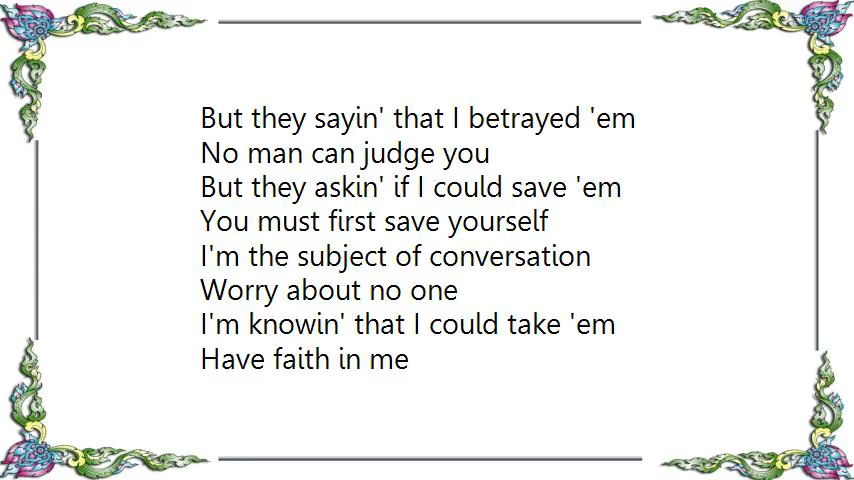 But they sayin' that I betrayed 'em
No man can judge you
But they askin' if I could save 'em
You must first save yourself
I'm the subject of conversation
Worry about no one
I'm knowin' that I could take 'em
Have faith in me